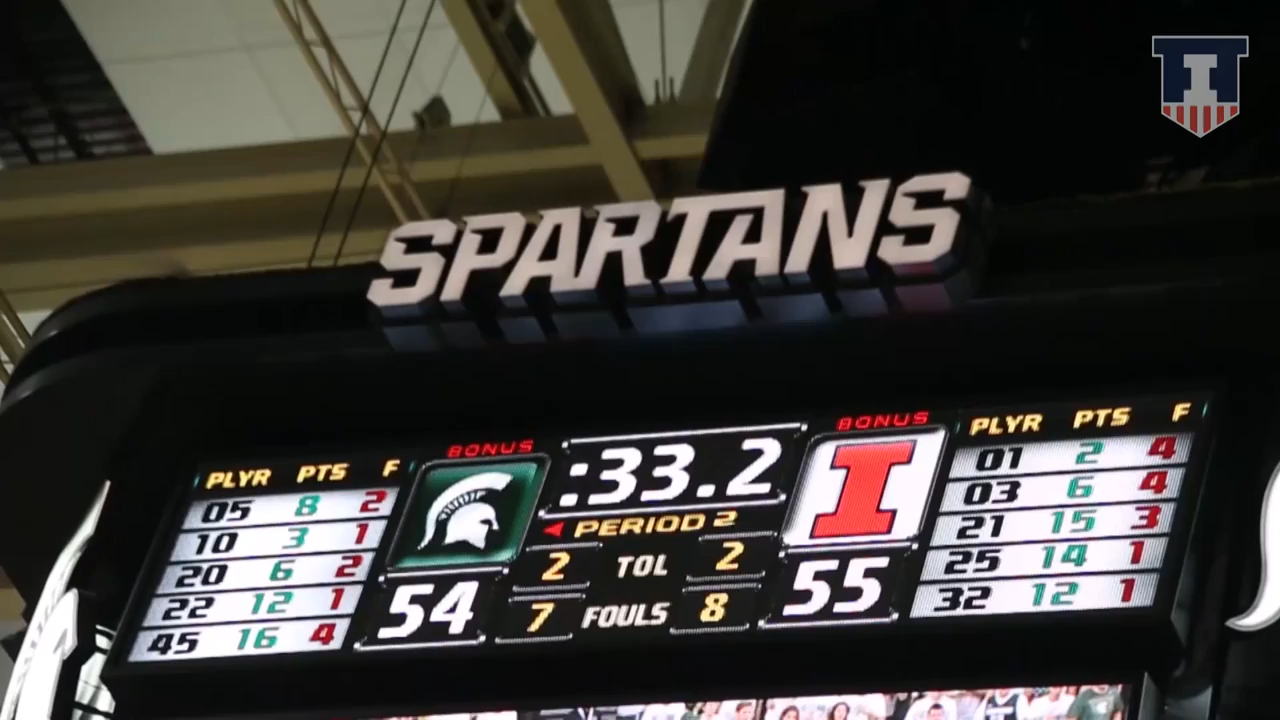 SPARTANS
BONUS :33.2 BONUS
PLYR PTS F
05 8 2
10 3 1
20 6 2
22 12 1
45 16 4
PERIOD 2
2 TOL 2
54 7 FOULS 8 55
PLYR PTS F
01 2 4
03 6 4
21 15 3
25 14 1
32 12 1
I
I